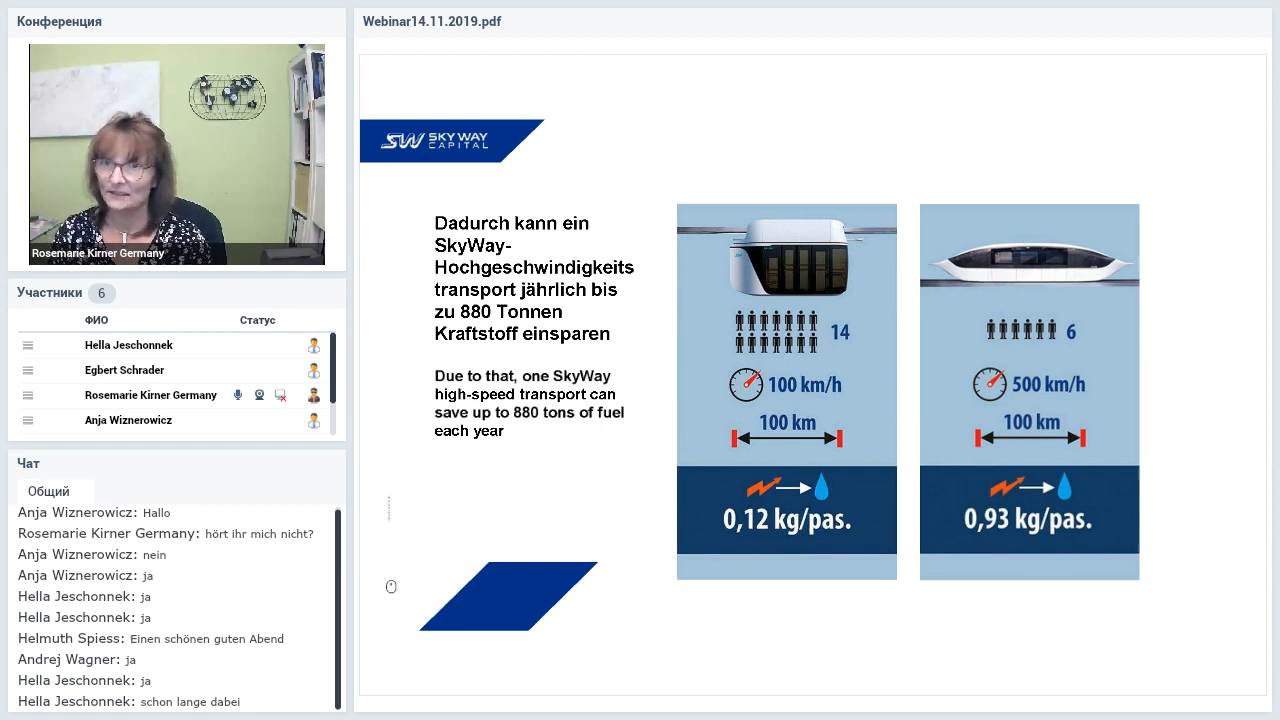 Конференция
Rosemarie Kirner Germany
Участники 6
ФИО Статус
Hella Jeschonnek
Egbert Schrader
Rosemarie Kirner Germany
Anja Wiznerowicz
Чат
Общий
Anja Wiznerowicz: Hallo
Rosemarie Kirner Germany: hört ihr mich nicht?
Anja Wiznerowicz: nein
Anja Wiznerowicz: ja
Hella Jeschonnek: ja
Hella Jeschonnek: ja
Helmuth Spiess: Einen schönen guten Abend
Andrej Wagner: ja
Hella Jeschonnek: ja
Hella Jeschonnek: schon lange dabei
Webinar14.11.2019.pdf
SW SKYWAY
CAPITAL
Dadurch kann ein
SkyWay-
Hochgeschwindigkeits
transport jährlich bis
zu 880 Tonnen
Kraftstoff einsparen
Due to that, one SkyWay
high-speed transport can
save up to 880 tons of fuel
each year
14
100 km/h
100 km
0,12 kg/pas.
6
500 km/h
100 km
0,93 kg/pas.